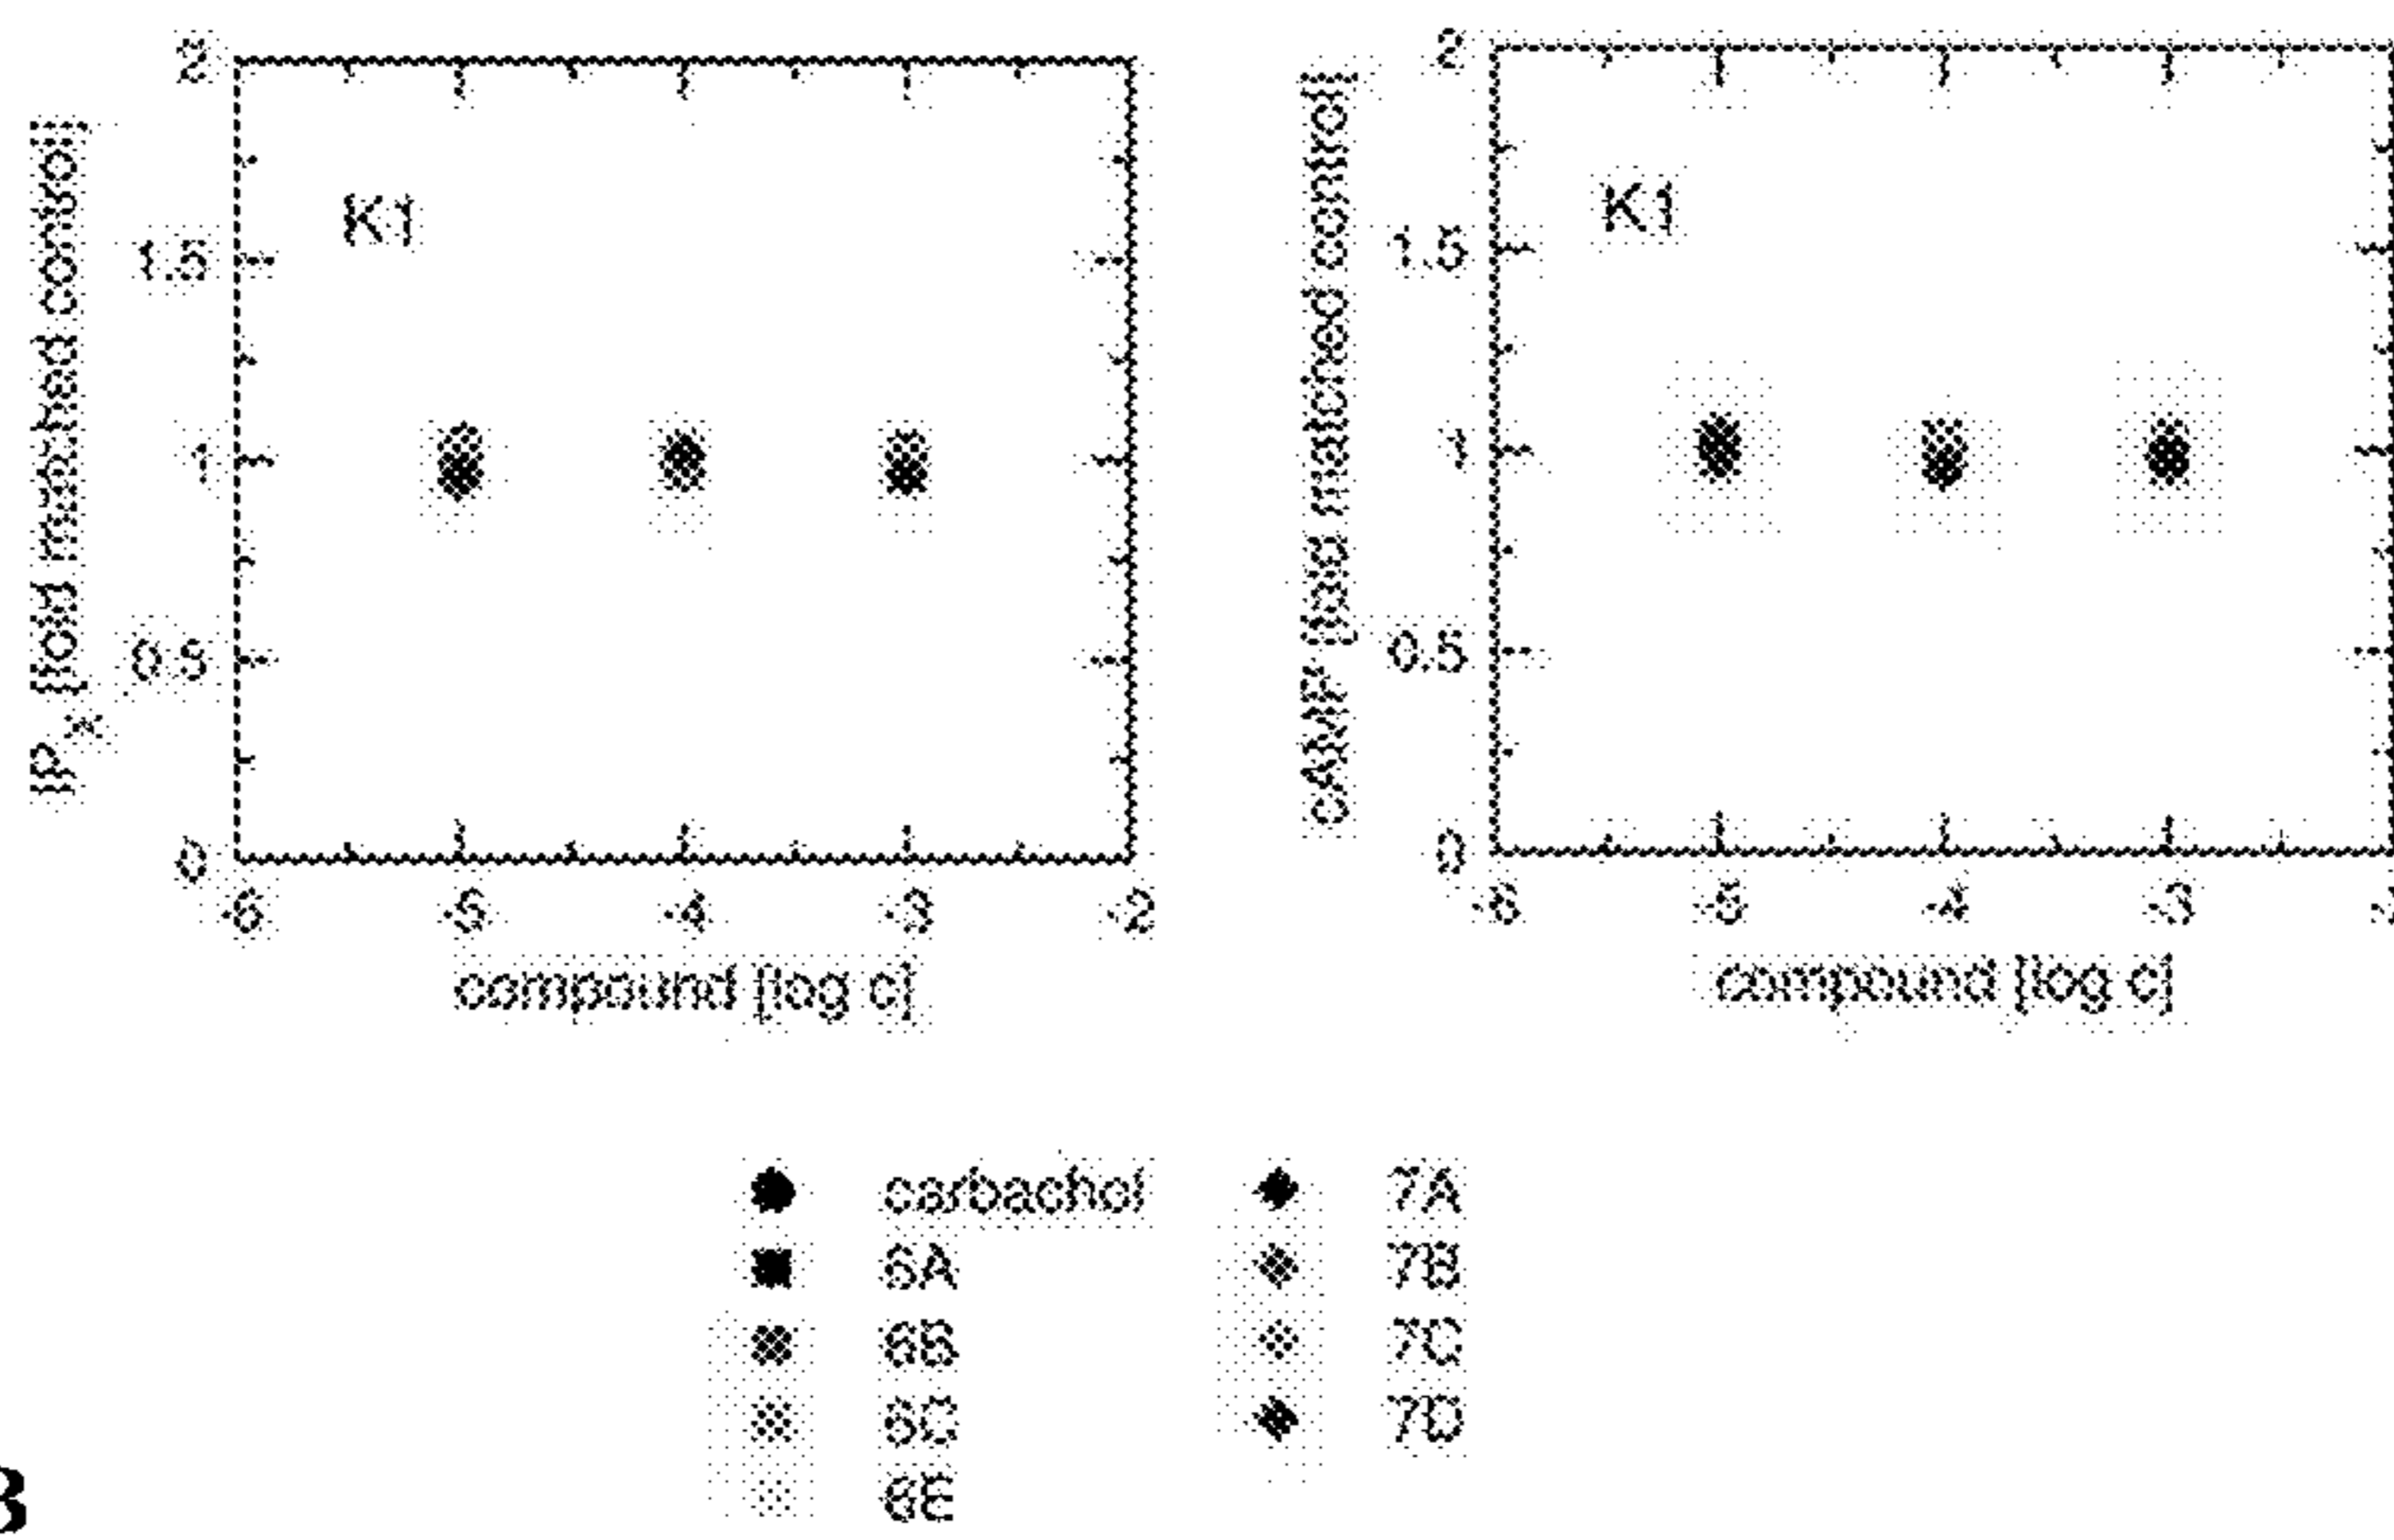 2
K1
1.5
1
0.5
0
-6 -5 -4 -3 -2
compound [log c]
IPx [fold matched control]
2
K1
1.5
1
0.5
0
-6 -5 -4 -3
compound [log c]
cAMP [fold matched control]
carbachol 7A
6A 7B
6B 7C
6C 7D
6E